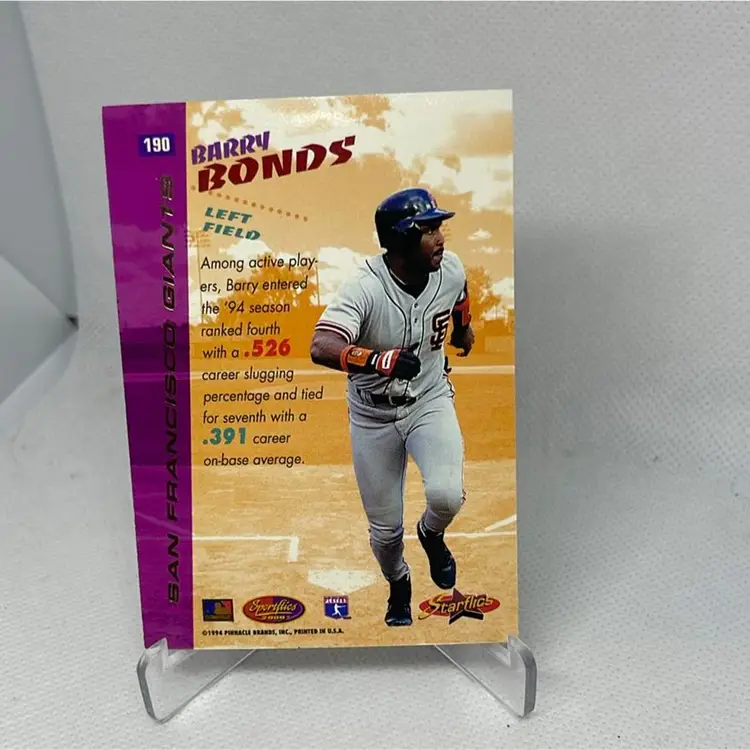 190
BARRY
BONDS
LEFT
FIELD
SAN FRANCISCO GIANTS
Among active play-
ers, Barry entered
the '94 season
ranked fourth
with a .526
career slugging
percentage and tied
for seventh with a
.391 career
on-base average.
SF
Sportflics
2000
Starflics
©1994 PINNACLE BRANDS, INC., PRINTED IN U.S.A.